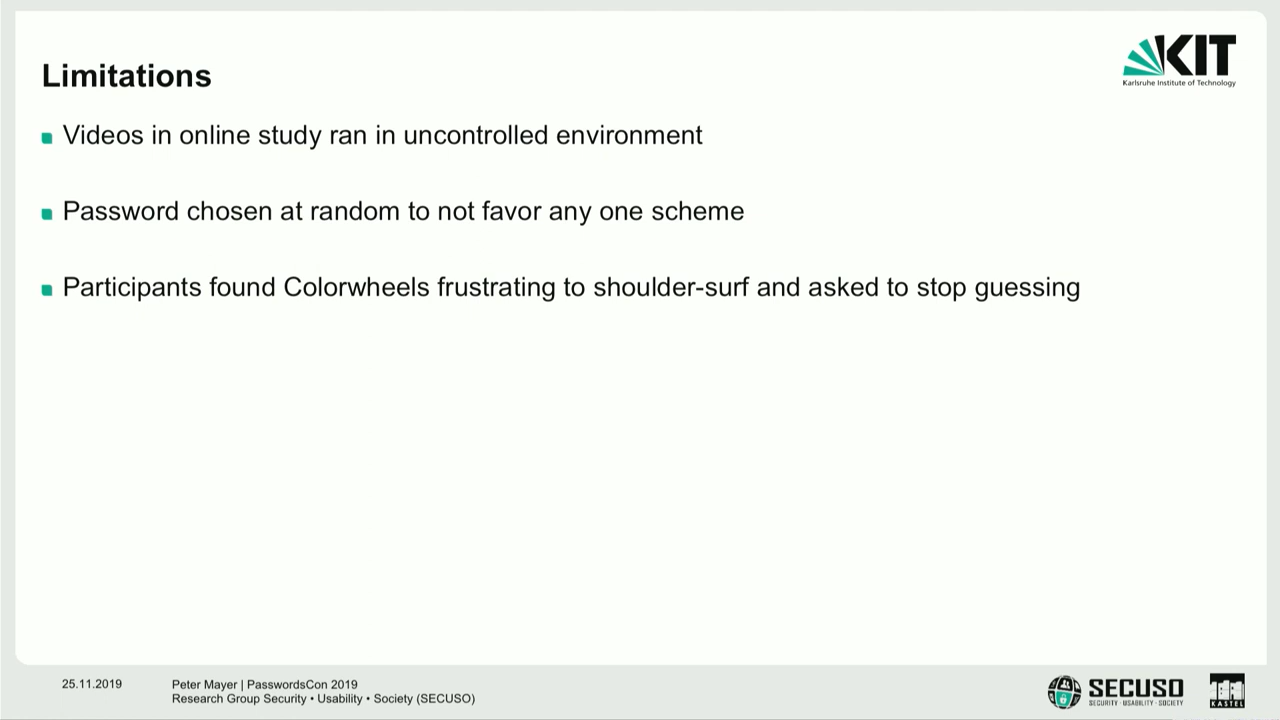 KIT
Karlsruhe Institute of Technology
Limitations
Videos in online study ran in uncontrolled environment
Password chosen at random to not favor any one scheme
Participants found Colorwheels frustrating to shoulder-surf and asked to stop guessing
25.11.2019
Peter Mayer | PasswordsCon 2019
Research Group Security • Usability • Society (SECUSO)
SECUSO
SECURITY · USABILITY · SOCIETY
KASTEL